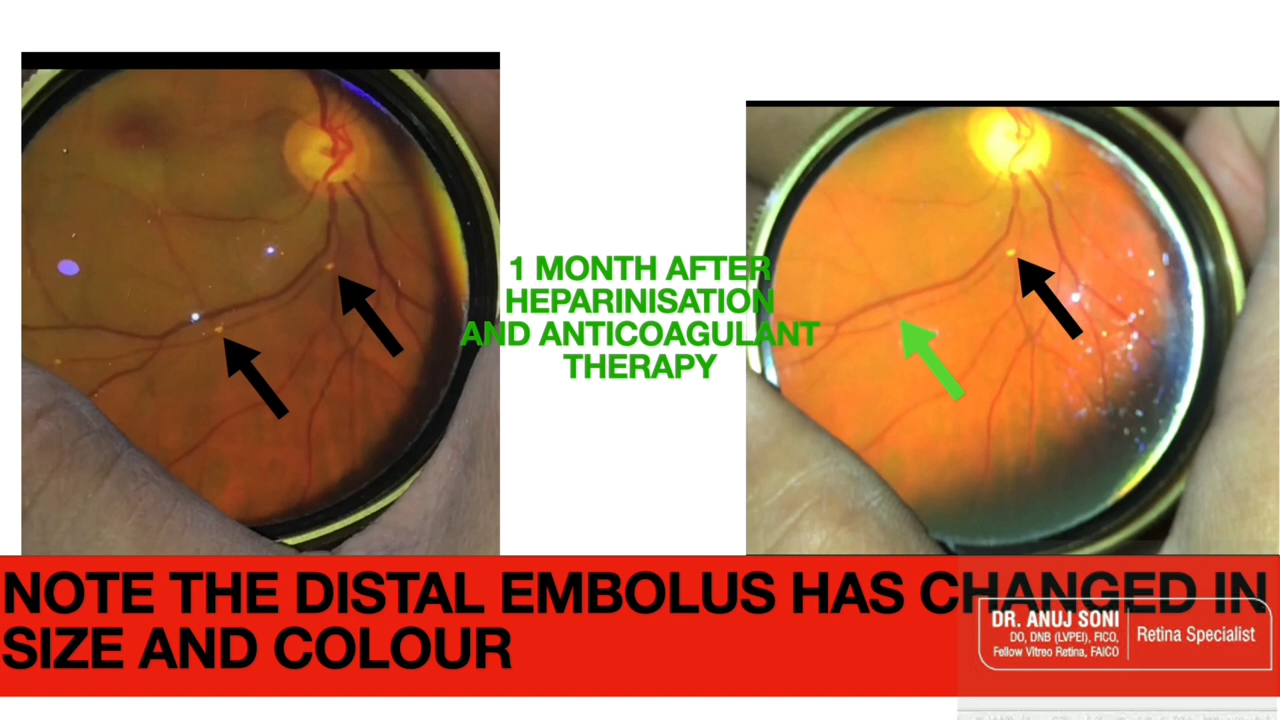 1 MONTH AFTER
HEPARINISATION
AND ANTICOAGULANT
THERAPY
NOTE THE DISTAL EMBOLUS HAS CHANGED IN
SIZE AND COLOUR
DR. ANUJ SONI
DO, DNB (LVPEI), FICO,
Fellow Vitreo Retina, FAICO
Retina Specialist